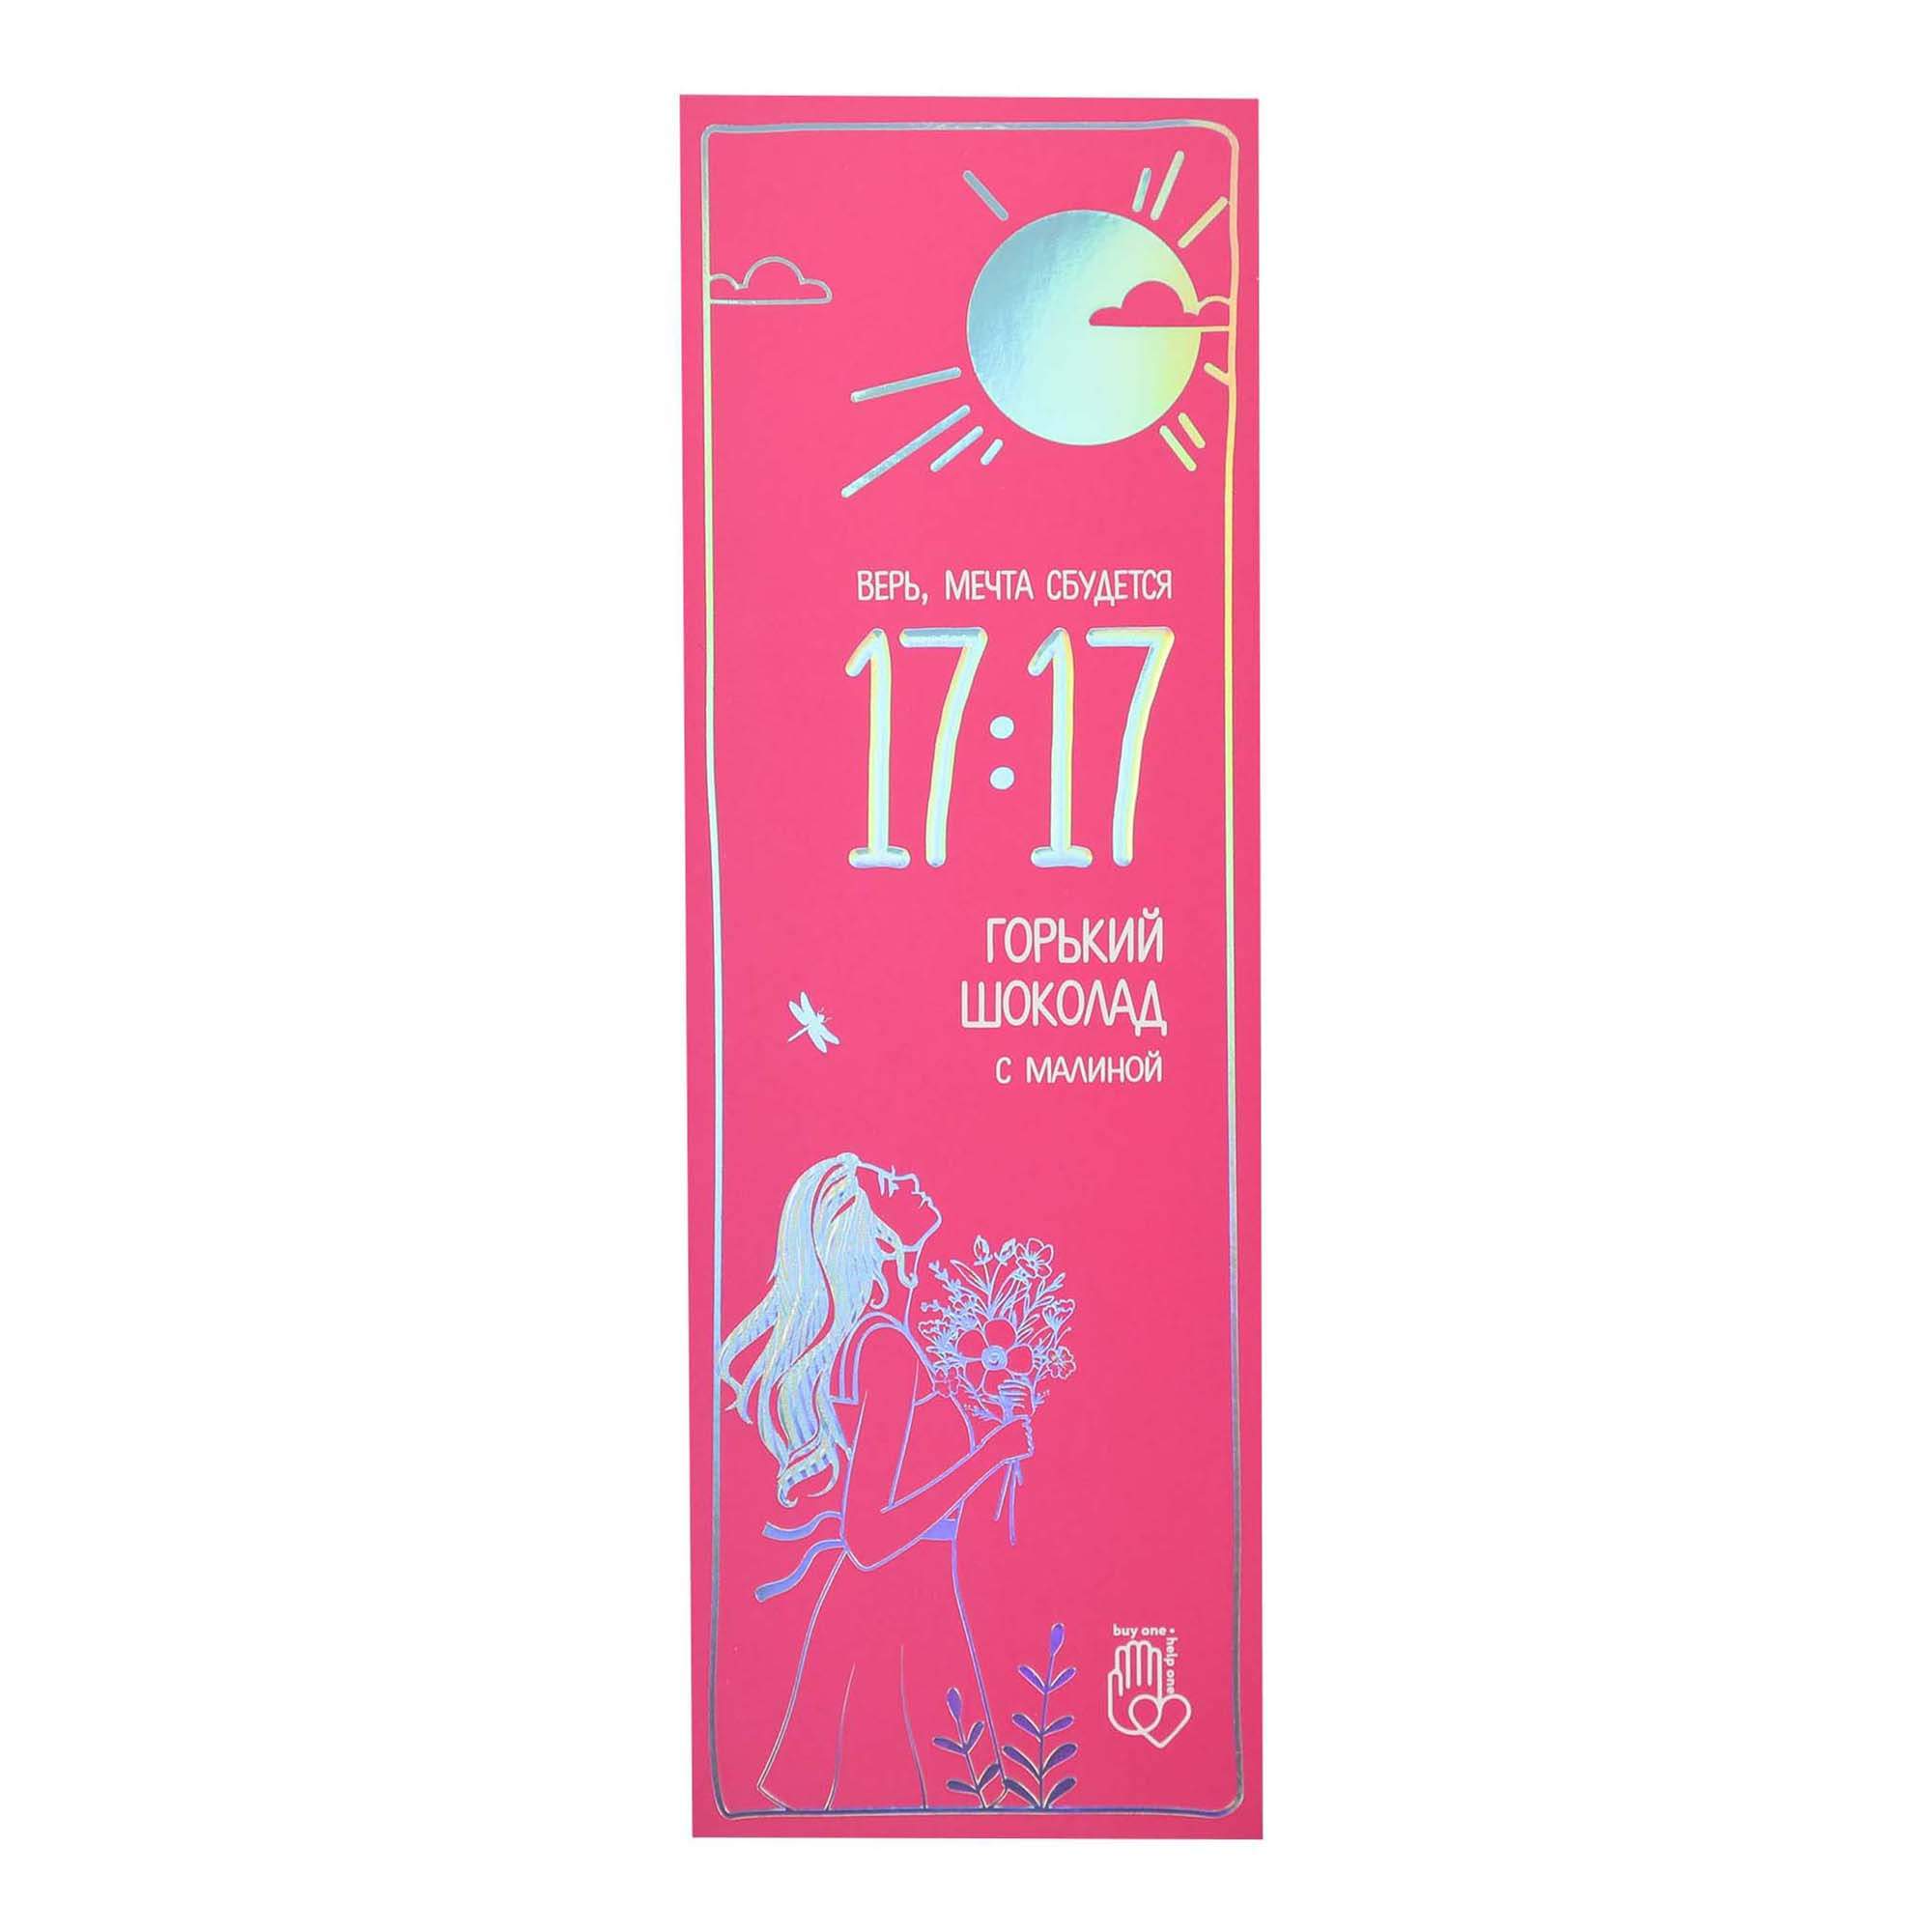 ВЕРЬ, МЕЧТА СБУДЕТСЯ
17:17
ГОРЬКИЙ
ШОКОЛАД
С МАЛИНОЙ
buy one • help one